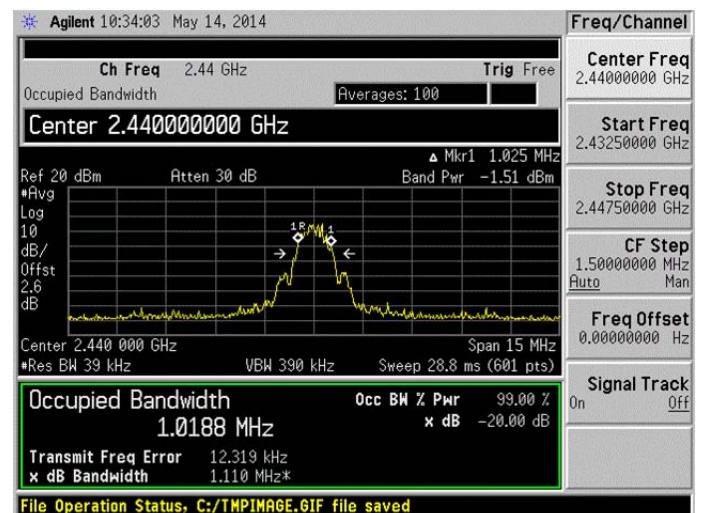 Agilent 10:34:03 May 14, 2014
Freq/Channel
Ch Freq 2.44 GHz Trig Free
Occupied Bandwidth Averages: 100
Center 2.440000000 GHz
Δ Mkr1 1.025 MHz
Ref 20 dBm Atten 30 dB Band Pwr -1.51 dBm
#Avg
Log
10
dB/
Offst
2.6
dB
1R 1
Center 2.440 000 GHz Span 15 MHz
#Res BW 39 kHz VBW 390 kHz Sweep 28.8 ms (601 pts)
Occupied Bandwidth Occ BW % Pwr 99.00 %
1.0188 MHz x dB -20.00 dB
Transmit Freq Error 12.319 kHz
x dB Bandwidth 1.110 MHz*
File Operation Status, C:/TMPIMAGE.GIF file saved
Center Freq
2.44000000 GHz
Start Freq
2.43250000 GHz
Stop Freq
2.44750000 GHz
CF Step
1.50000000 MHz
Auto Man
Freq Offset
0.00000000 Hz
Signal Track
On Off